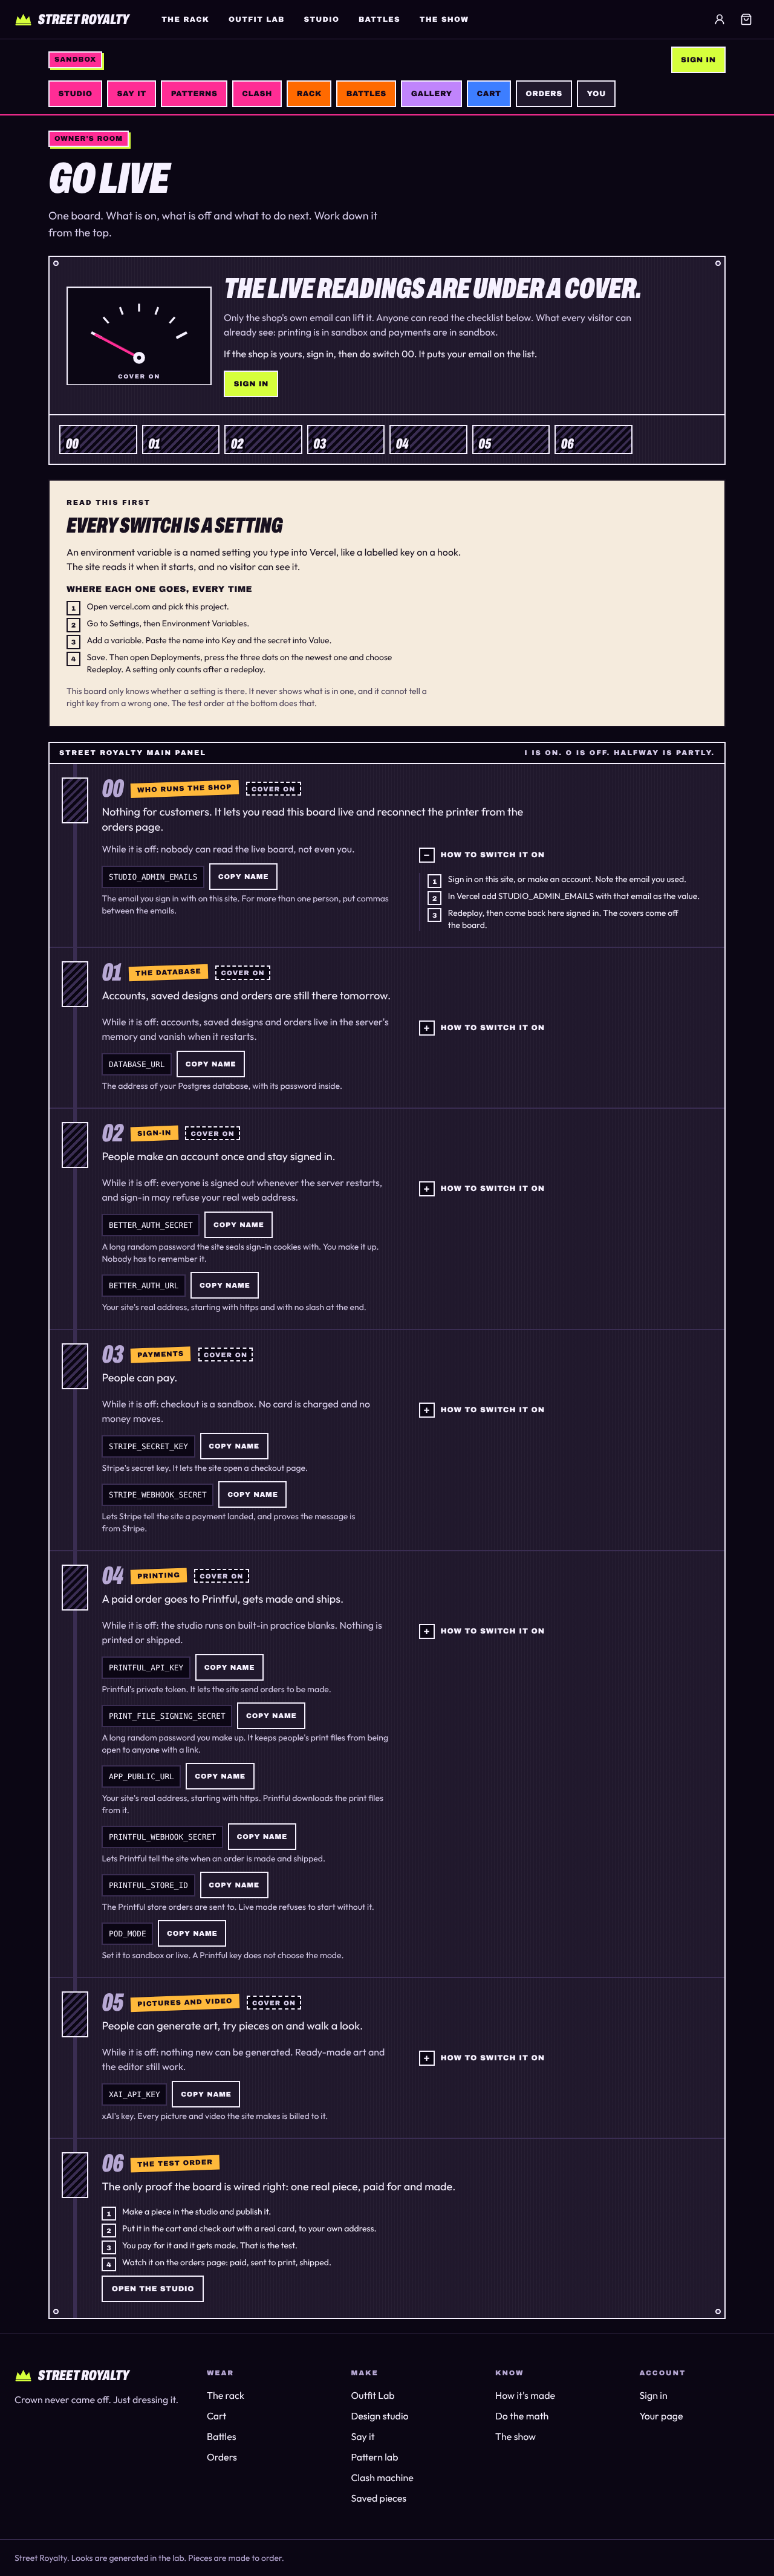 STREET ROYALTY
THE RACK
OUTFIT LAB
STUDIO
BATTLES
THE SHOW
SANDBOX
SIGN IN
STUDIO
SAY IT
PATTERNS
CLASH
RACK
BATTLES
GALLERY
CART
ORDERS
YOU
OWNER'S ROOM
GO LIVE
One board. What is on, what is off and what to do next. Work down it
from the top.
COVER ON
THE LIVE READINGS ARE UNDER A COVER.
Only the shop's own email can lift it. Anyone can read the checklist below. What every visitor can
already see: printing is in sandbox and payments are in sandbox.
If the shop is yours, sign in, then do switch 00. It puts your email on the list.
SIGN IN
00
01
02
03
04
05
06
READ THIS FIRST
EVERY SWITCH IS A SETTING
An environment variable is a named setting you type into Vercel, like a labelled key on a hook.
The site reads it when it starts, and no visitor can see it.
WHERE EACH ONE GOES, EVERY TIME
1 Open vercel.com and pick this project.
2 Go to Settings, then Environment Variables.
3 Add a variable. Paste the name into Key and the secret into Value.
4 Save. Then open Deployments, press the three dots on the newest one and choose
Redeploy. A setting only counts after a redeploy.
This board only knows whether a setting is there. It never shows what is in one, and it cannot tell a
right key from a wrong one. The test order at the bottom does that.
STREET ROYALTY MAIN PANEL
I IS ON. O IS OFF. HALFWAY IS PARTLY.
00 WHO RUNS THE SHOP COVER ON
Nothing for customers. It lets you read this board live and reconnect the printer from the
orders page.
While it is off: nobody can read the live board, not even you.
STUDIO_ADMIN_EMAILS COPY NAME
The email you sign in with on this site. For more than one person, put commas
between the emails.
− HOW TO SWITCH IT ON
1 Sign in on this site, or make an account. Note the email you used.
2 In Vercel add STUDIO_ADMIN_EMAILS with that email as the value.
3 Redeploy, then come back here signed in. The covers come off
the board.
01 THE DATABASE COVER ON
Accounts, saved designs and orders are still there tomorrow.
While it is off: accounts, saved designs and orders live in the server's
memory and vanish when it restarts.
DATABASE_URL COPY NAME
The address of your Postgres database, with its password inside.
+ HOW TO SWITCH IT ON
02 SIGN-IN COVER ON
People make an account once and stay signed in.
While it is off: everyone is signed out whenever the server restarts,
and sign-in may refuse your real web address.
BETTER_AUTH_SECRET COPY NAME
A long random password the site seals sign-in cookies with. You make it up.
Nobody has to remember it.
BETTER_AUTH_URL COPY NAME
Your site's real address, starting with https and with no slash at the end.
+ HOW TO SWITCH IT ON
03 PAYMENTS COVER ON
People can pay.
While it is off: checkout is a sandbox. No card is charged and no
money moves.
STRIPE_SECRET_KEY COPY NAME
Stripe's secret key. It lets the site open a checkout page.
STRIPE_WEBHOOK_SECRET COPY NAME
Lets Stripe tell the site a payment landed, and proves the message is
from Stripe.
+ HOW TO SWITCH IT ON
04 PRINTING COVER ON
A paid order goes to Printful, gets made and ships.
While it is off: the studio runs on built-in practice blanks. Nothing is
printed or shipped.
PRINTFUL_API_KEY COPY NAME
Printful's private token. It lets the site send orders to be made.
PRINT_FILE_SIGNING_SECRET COPY NAME
A long random password you make up. It keeps people's print files from being
open to anyone with a link.
APP_PUBLIC_URL COPY NAME
Your site's real address, starting with https. Printful downloads the print files
from it.
PRINTFUL_WEBHOOK_SECRET COPY NAME
Lets Printful tell the site when an order is made and shipped.
PRINTFUL_STORE_ID COPY NAME
The Printful store orders are sent to. Live mode refuses to start without it.
POD_MODE COPY NAME
Set it to sandbox or live. A Printful key does not choose the mode.
+ HOW TO SWITCH IT ON
05 PICTURES AND VIDEO COVER ON
People can generate art, try pieces on and walk a look.
While it is off: nothing new can be generated. Ready-made art and
the editor still work.
XAI_API_KEY COPY NAME
xAI's key. Every picture and video the site makes is billed to it.
+ HOW TO SWITCH IT ON
06 THE TEST ORDER
The only proof the board is wired right: one real piece, paid for and made.
1 Make a piece in the studio and publish it.
2 Put it in the cart and check out with a real card, to your own address.
3 You pay for it and it gets made. That is the test.
4 Watch it on the orders page: paid, sent to print, shipped.
OPEN THE STUDIO
STREET ROYALTY
Crown never came off. Just dressing it.
WEAR
The rack
Cart
Battles
Orders
MAKE
Outfit Lab
Design studio
Say it
Pattern lab
Clash machine
Saved pieces
KNOW
How it's made
Do the math
The show
ACCOUNT
Sign in
Your page
Street Royalty. Looks are generated in the lab. Pieces are made to order.